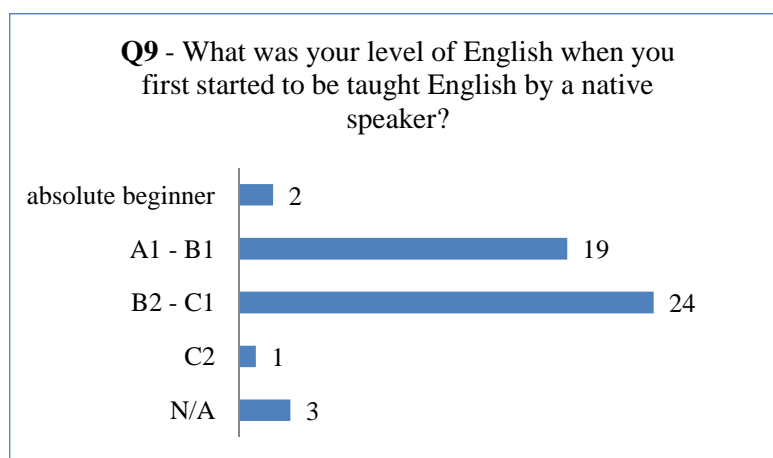 Q9 - What was your level of English when you
first started to be taught English by a native
speaker?
absolute beginner 2
A1 - B1 19
B2 - C1 24
C2 1
N/A 3